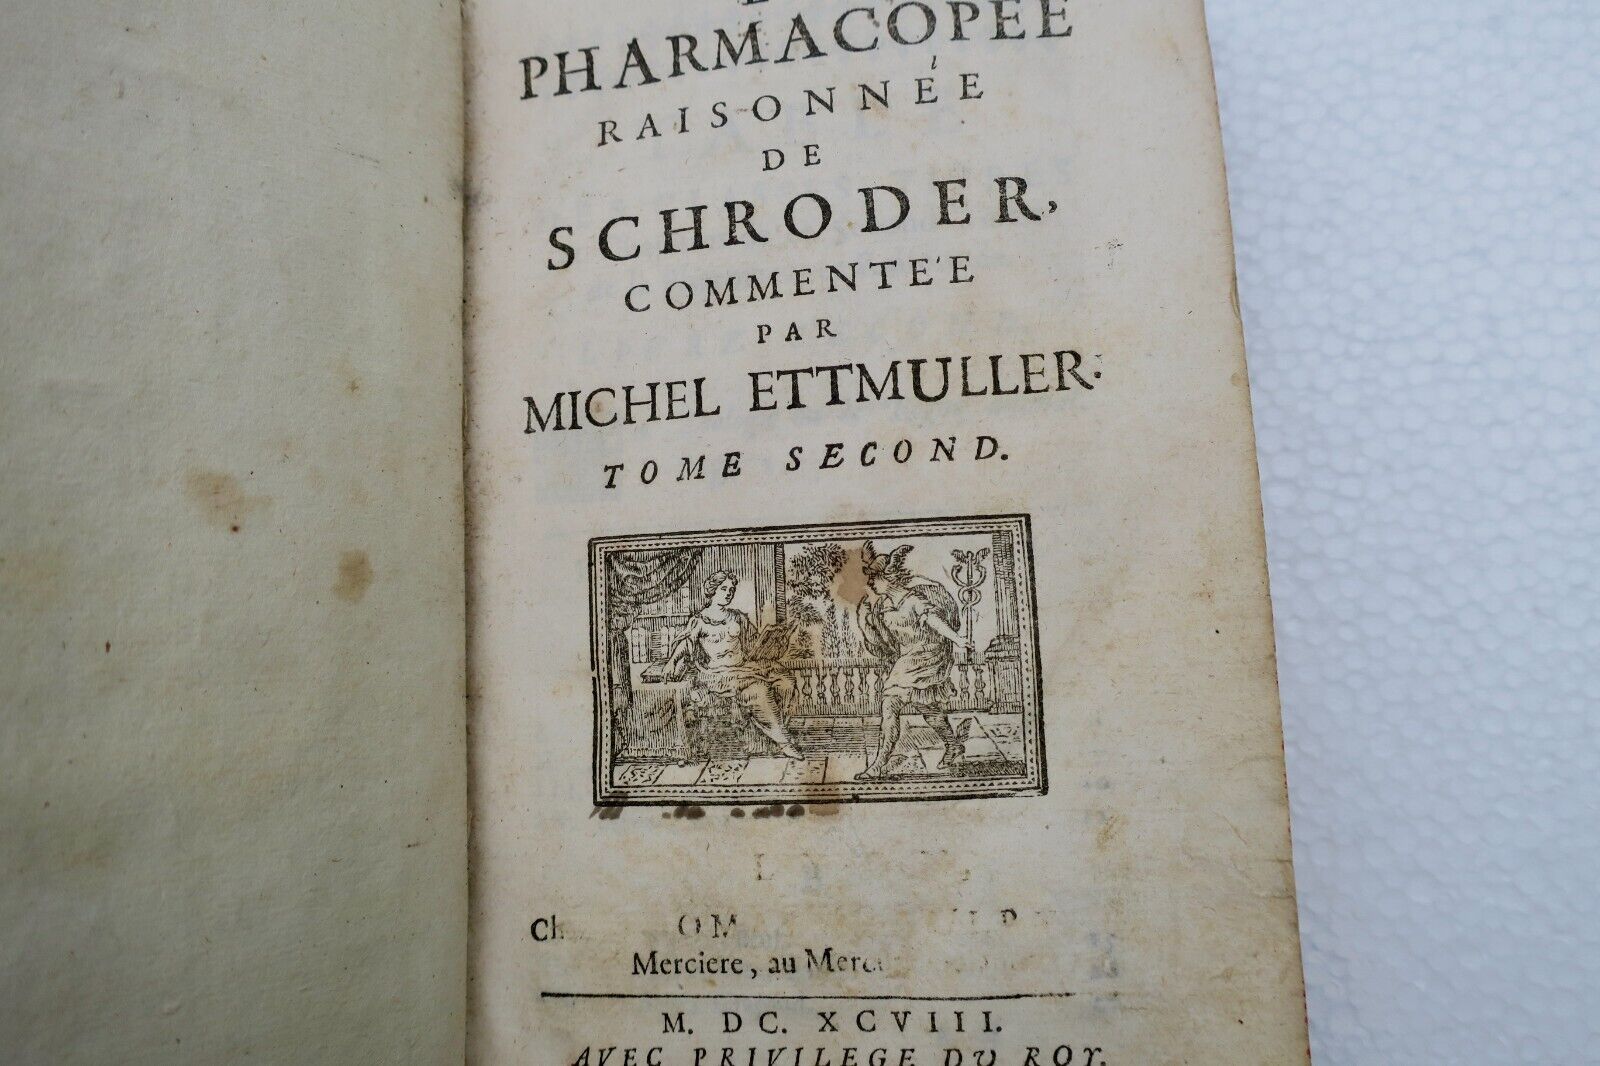 PHARMACOPÉE
RAISONNÉE
DE
SCHRODER,
COMMENTE'E
PAR
MICHEL ETTMULLER:
TOME SECOND.
Merciere, au
M. DC. XCVIII.
AVEC PRIVILEGE DU ROY.